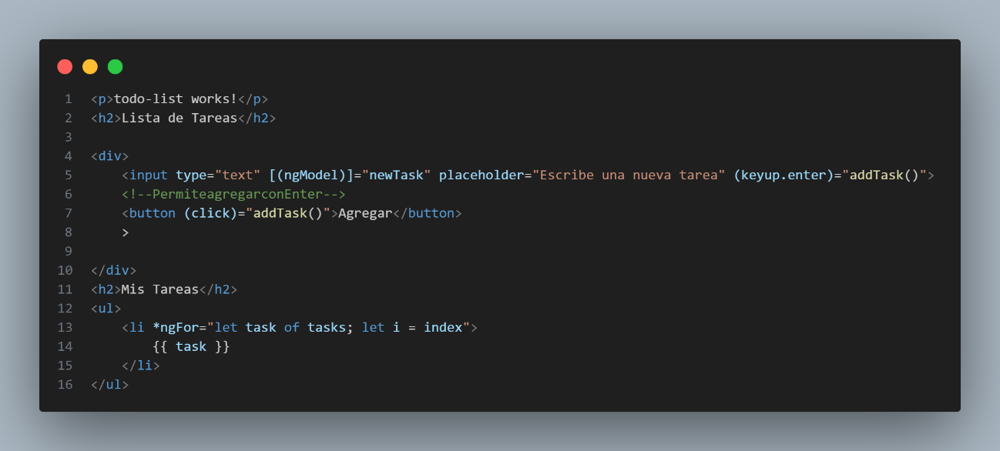 1 <p>todo-list works!</p>
2 <h2>Lista de Tareas</h2>
3
4 <div>
5     <input type="text" [(ngModel)]="newTask" placeholder="Escribe una nueva tarea" (keyup.enter)="addTask()">
6     <!--PermiteagregarconEnter-->
7     <button (click)="addTask()">Agregar</button>
8     >
9
10 </div>
11 <h2>Mis Tareas</h2>
12 <ul>
13     <li *ngFor="let task of tasks; let i = index">
14         {{ task }}
15     </li>
16 </ul>